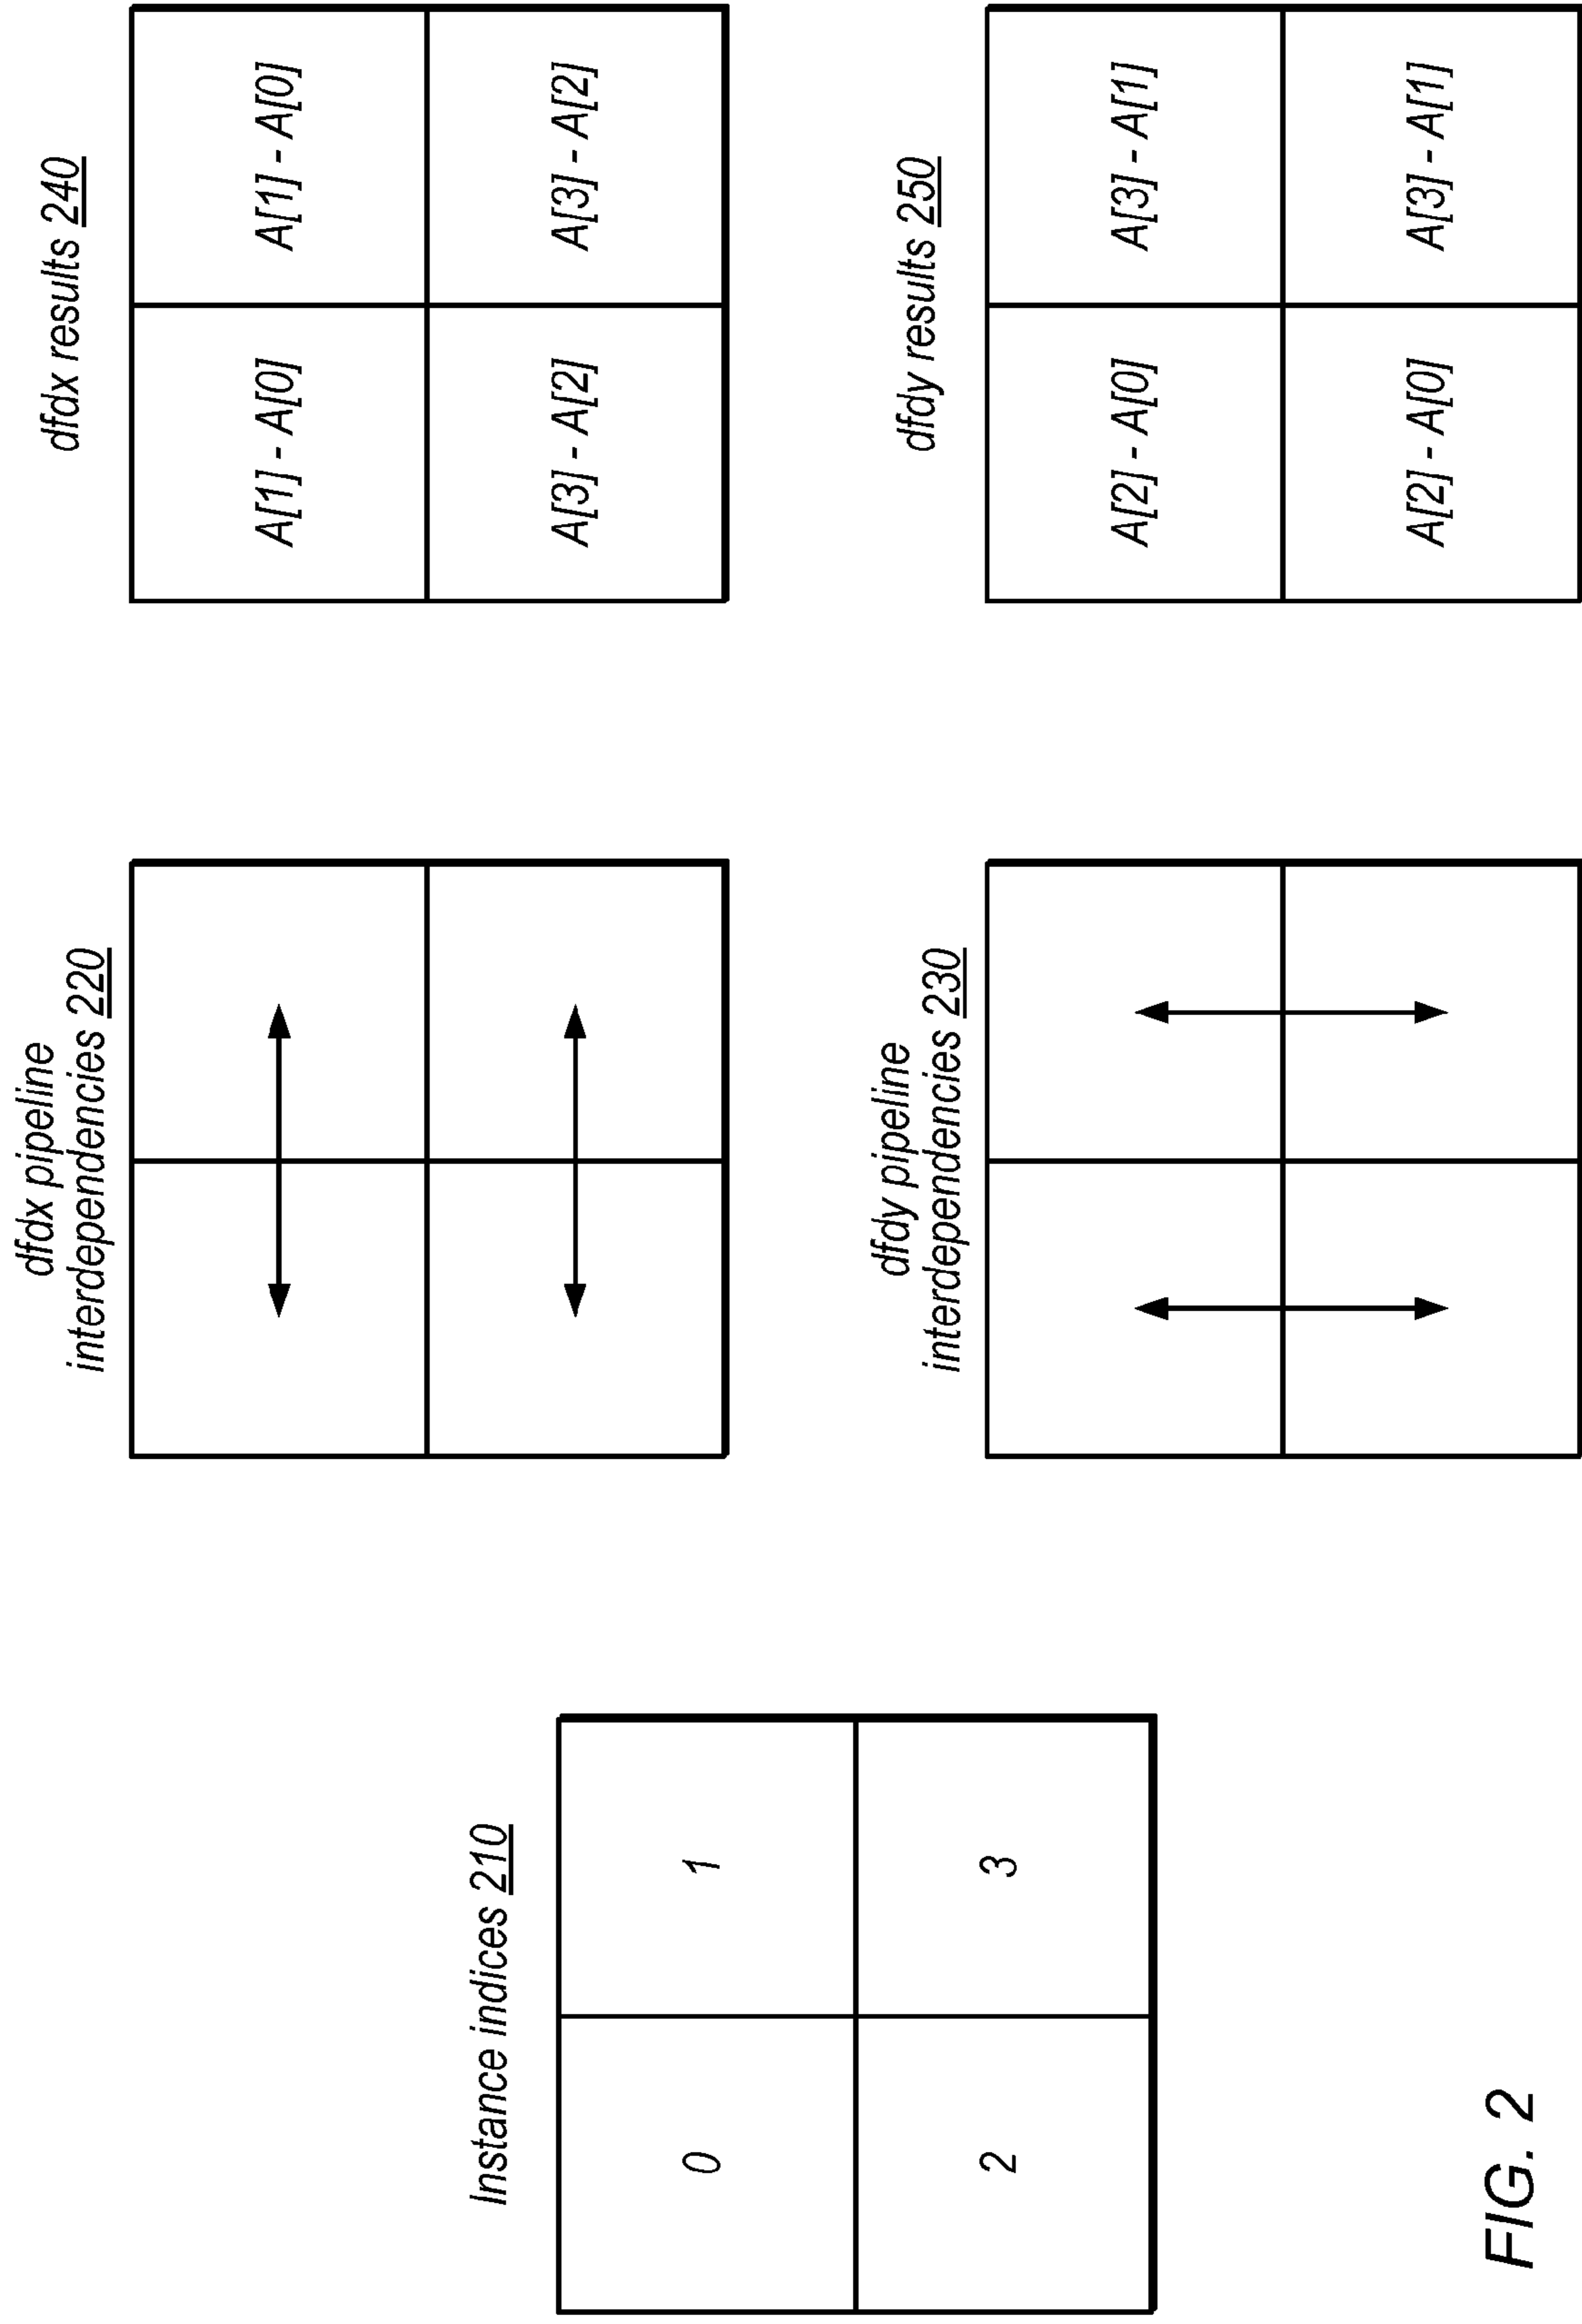 Instance indices 210
0
1
2
3
dfdx pipeline
interdependencies 220
dfdx results 240
A[1] - A[0]
A[1] - A[0]
A[3] - A[2]
A[3] - A[2]
dfdy pipeline
interdependencies 230
dfdy results 250
A[2] - A[0]
A[3] - A[1]
A[2] - A[0]
A[3] - A[1]
FIG. 2